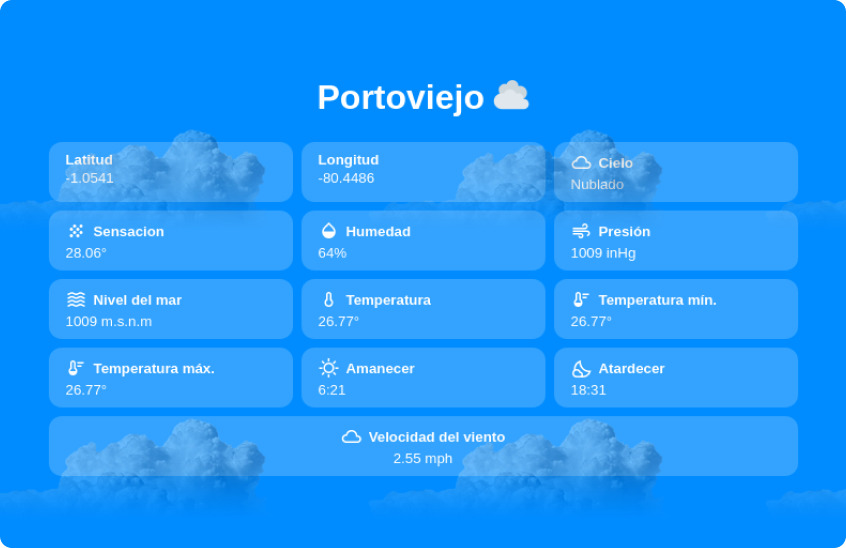 Portoviejo
Latitud
-1.0541
Longitud
-80.4486
Cielo
Nublado
Sensacion
28.06°
Humedad
64%
Presión
1009 inHg
Nivel del mar
1009 m.s.n.m
Temperatura
26.77°
Temperatura mín.
26.77°
Temperatura máx.
26.77°
Amanecer
6:21
Atardecer
18:31
Velocidad del viento
2.55 mph